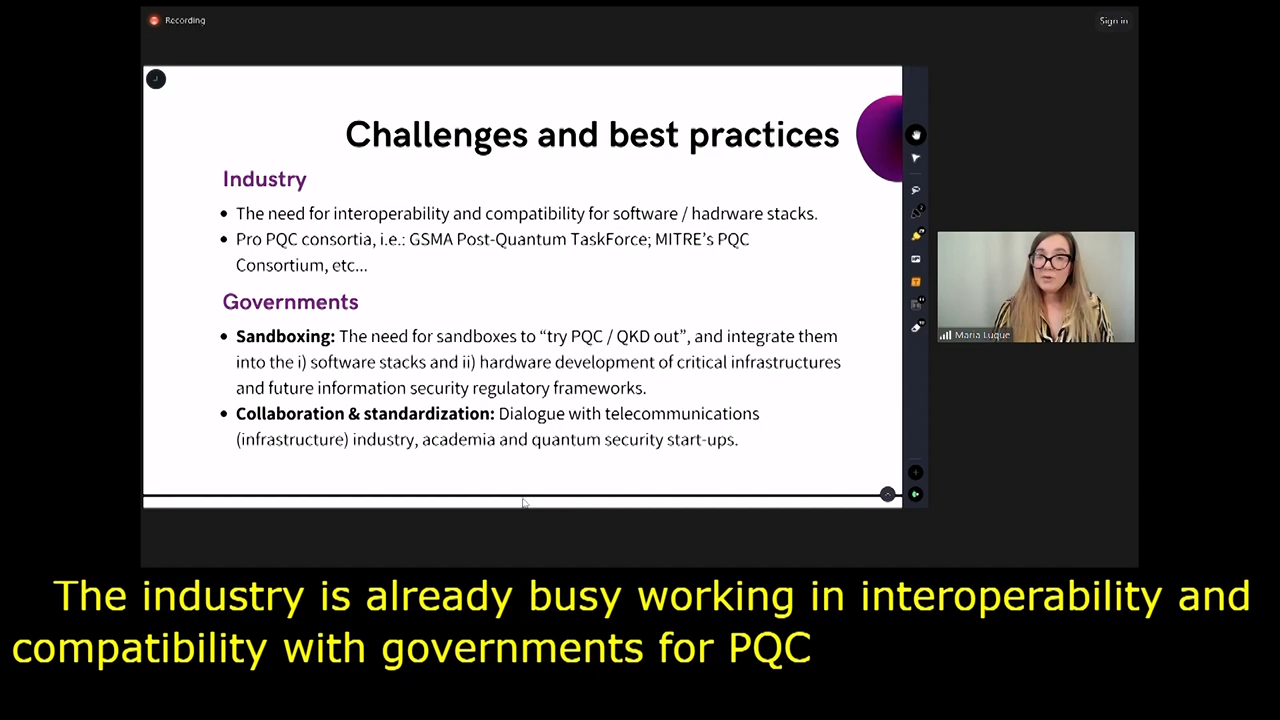 Recording
Sign in
Challenges and best practices
Industry
The need for interoperability and compatibility for software / hadrware stacks.
Pro PQC consortia, i.e.: GSMA Post-Quantum TaskForce; MITRE's PQC
Consortium, etc...
Governments
Sandboxing: The need for sandboxes to “try PQC / QKD out”, and integrate them
into the i) software stacks and ii) hardware development of critical infrastructures
and future information security regulatory frameworks.
Collaboration & standardization: Dialogue with telecommunications
(infrastructure) industry, academia and quantum security start-ups.
Maria Luque
The industry is already busy working in interoperability and
compatibility with governments for PQC